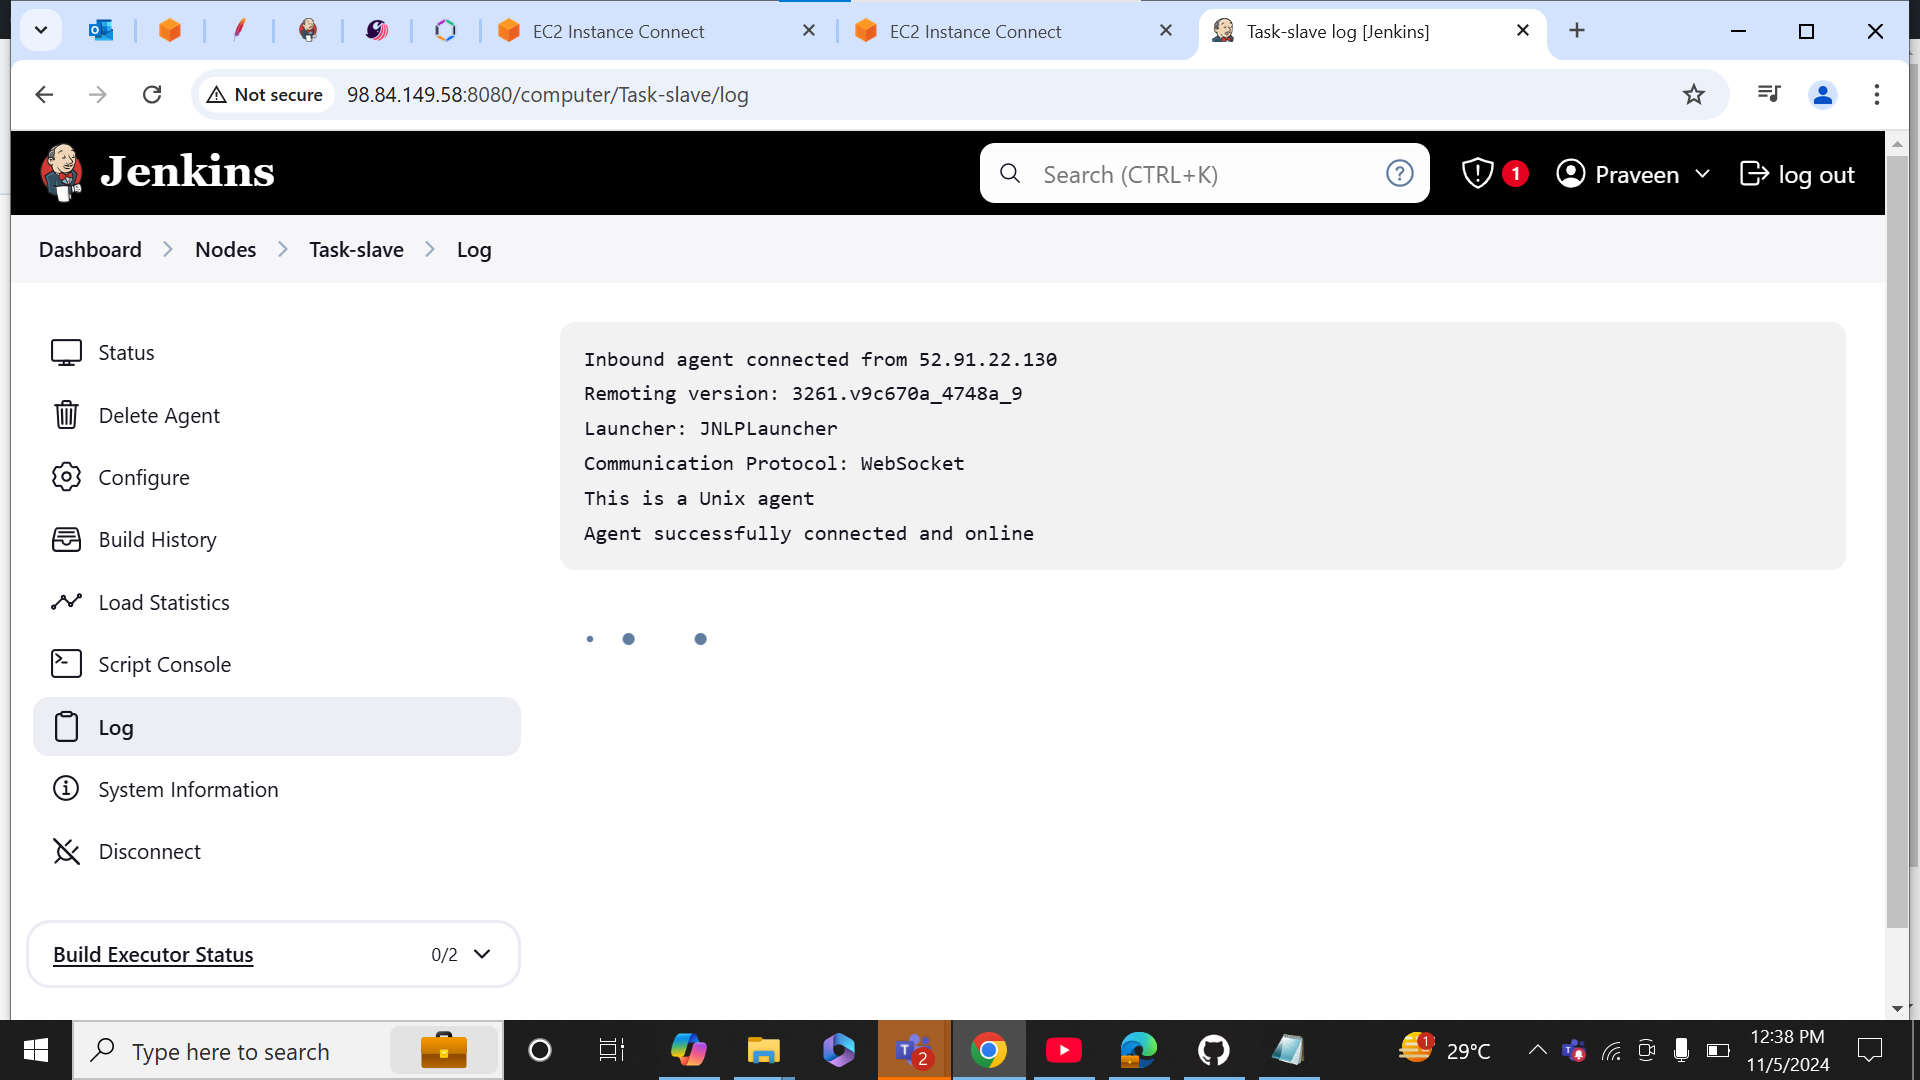 EC2 Instance Connect
EC2 Instance Connect
Task-slave log [Jenkins]
Not secure
98.84.149.58:8080/computer/Task-slave/log
Jenkins
Search (CTRL+K)
?
1
Praveen
log out
Dashboard
Nodes
Task-slave
Log
Status
Delete Agent
Configure
Build History
Load Statistics
Script Console
Log
System Information
Disconnect
Build Executor Status
0/2
Inbound agent connected from 52.91.22.130
Remoting version: 3261.v9c670a_4748a_9
Launcher: JNLPLauncher
Communication Protocol: WebSocket
This is a Unix agent
Agent successfully connected and online
Type here to search
2
1
29°C
12:38 PM
11/5/2024